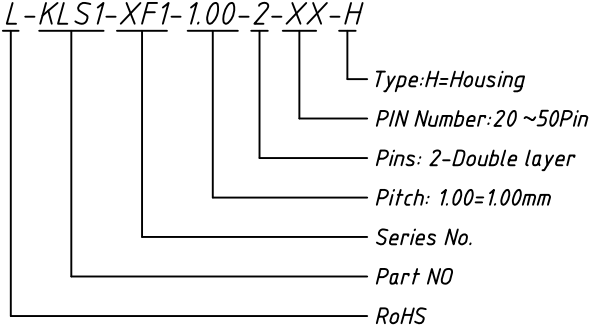 L-KLS1-XF1-1.00-2-XX-H
Type:H=Housing
PIN Number:20 ~50Pin
Pins: 2-Double layer
Pitch: 1.00=1.00mm
Series No.
Part NO
RoHS